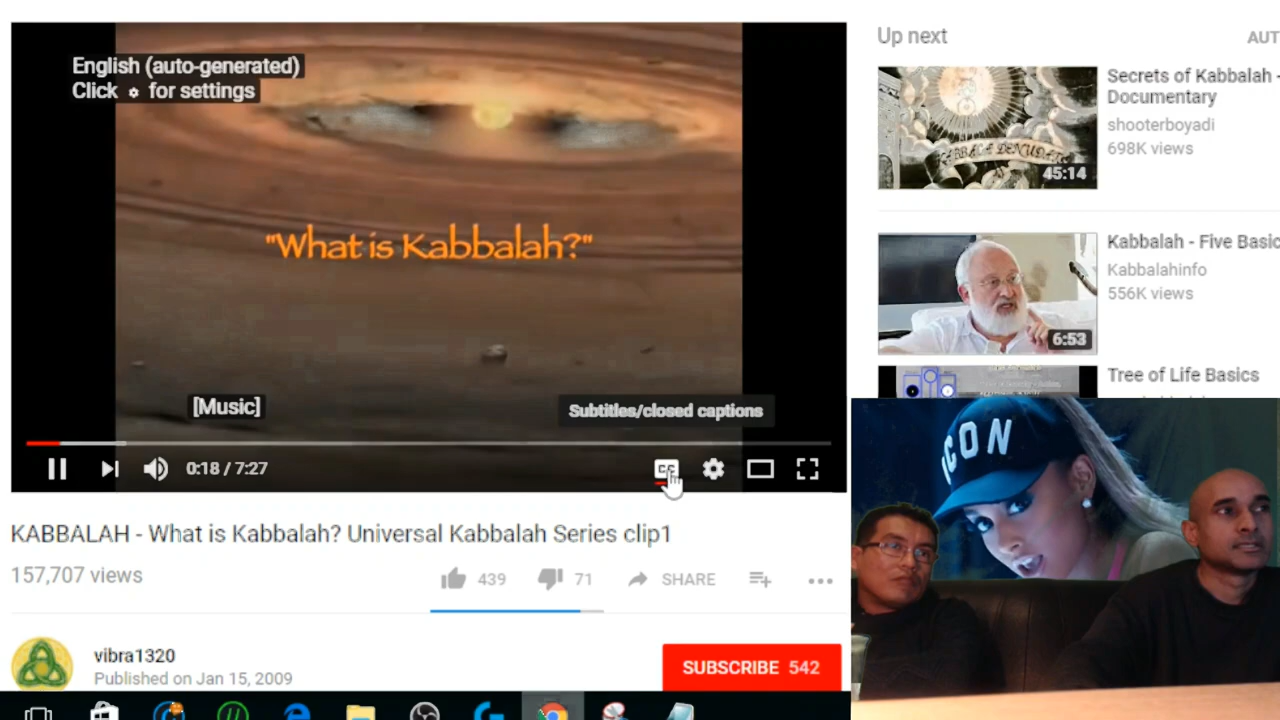 English (auto-generated)
Click for settings
"What is Kabbalah?"
[Music]
Subtitles/closed captions
0:18 / 7:27
CC
KABBALAH - What is Kabbalah? Universal Kabbalah Series clip1
157,707 views
439
71
SHARE
vibra1320
Published on Jan 15, 2009
SUBSCRIBE 542
Up next
AUT
Secrets of Kabbalah -
Documentary
shooterboyadi
698K views
KABBALA DENUDATA
45:14
Kabbalah - Five Basic
Kabbalahinfo
556K views
6:53
Tree of Life Basics
ICON